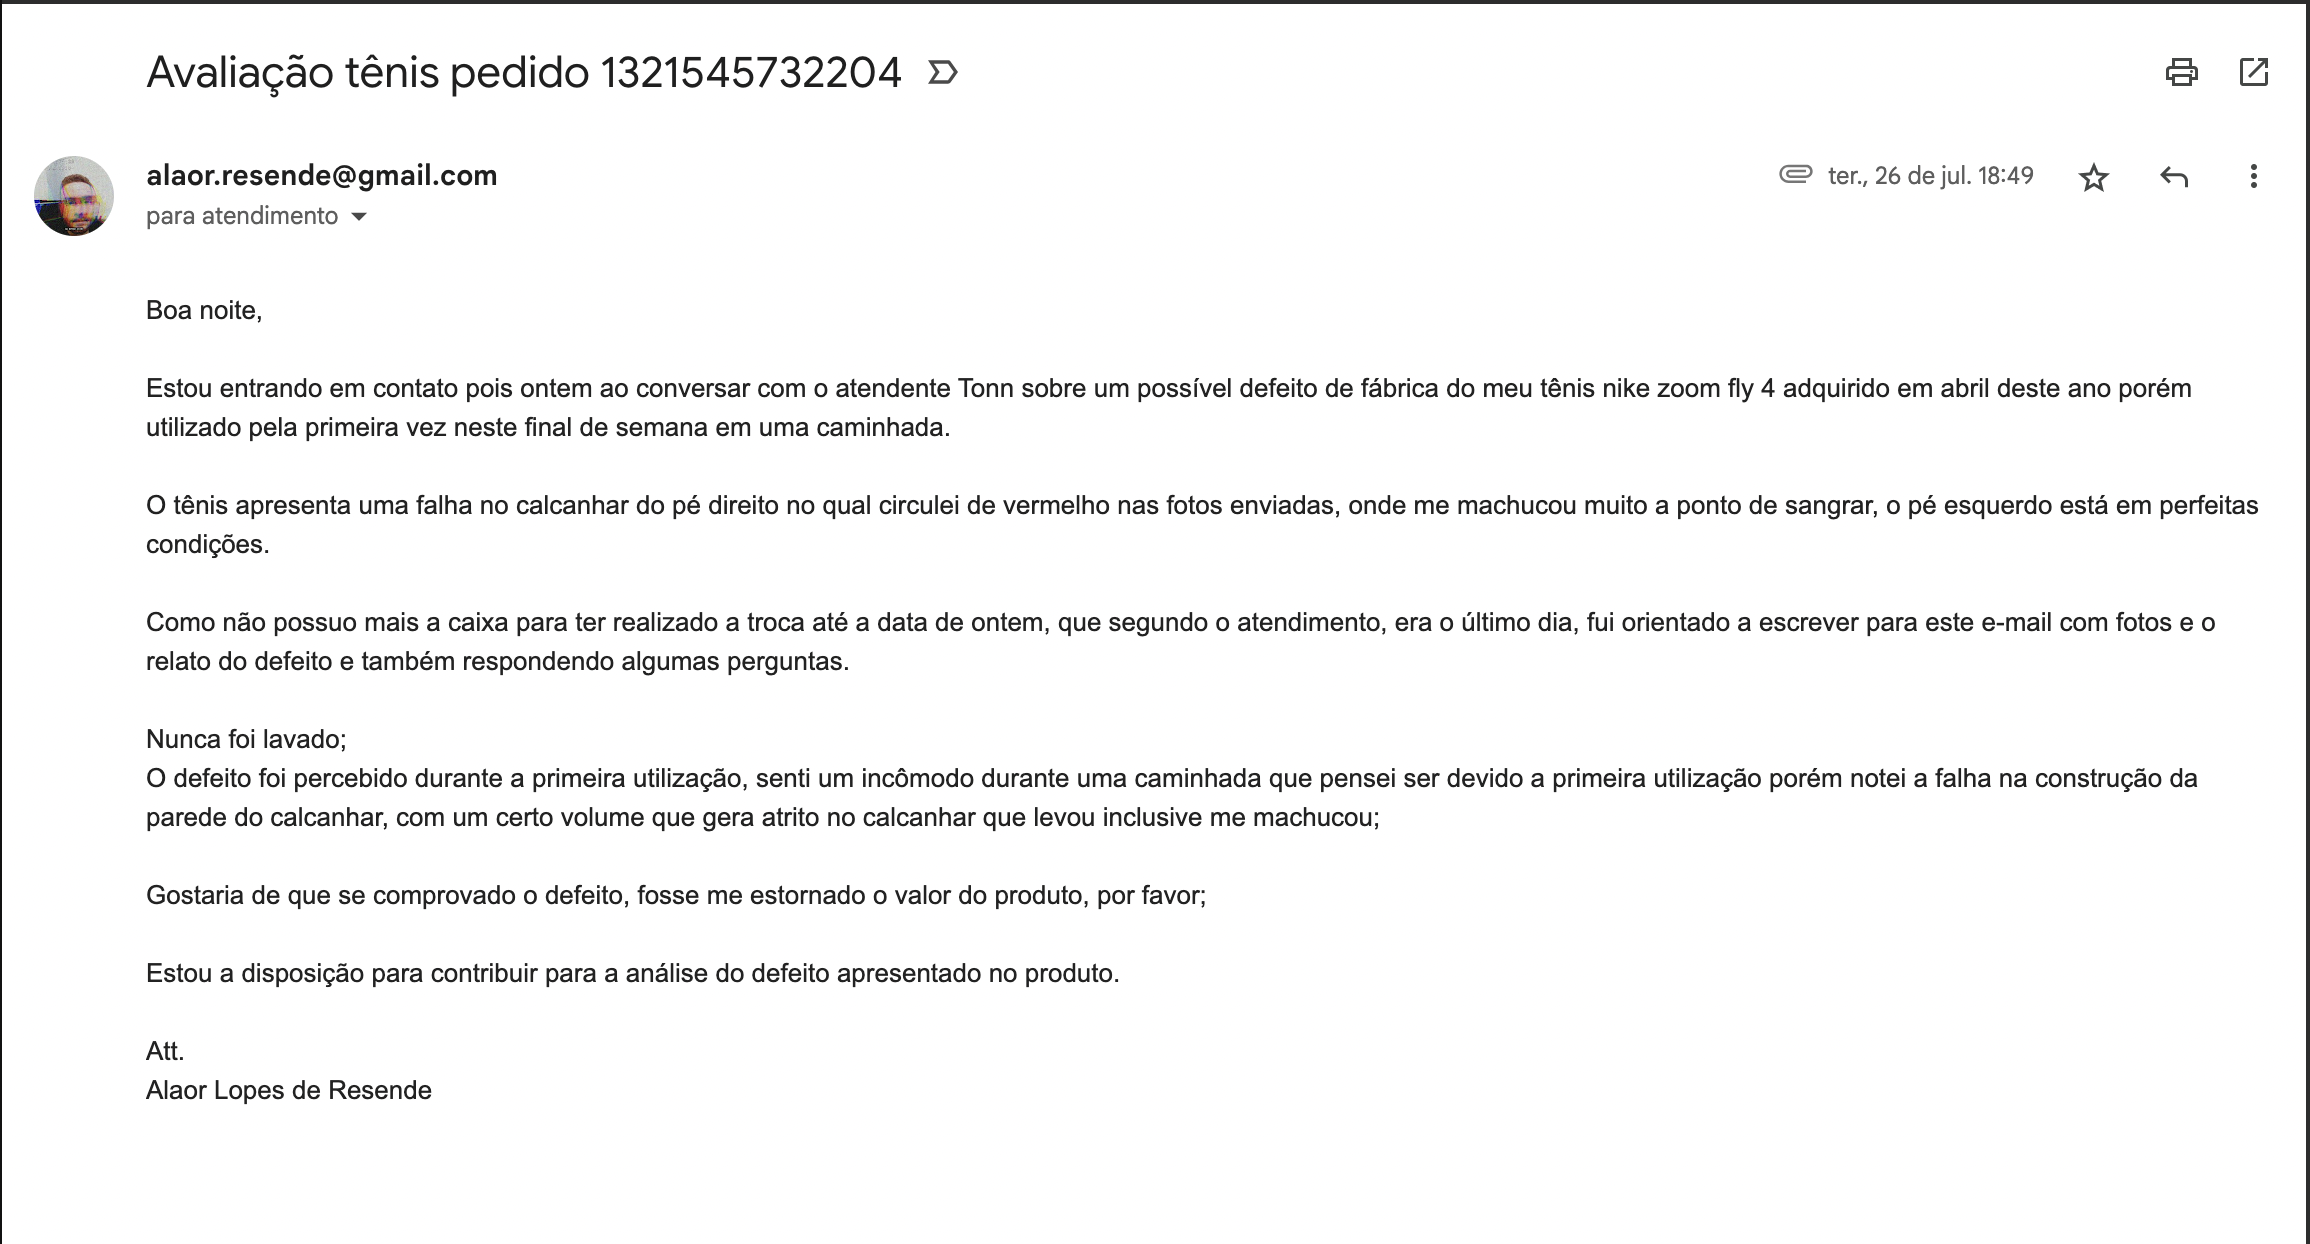 Avaliação tênis pedido 1321545732204
alaor.resende@gmail.com
ter., 26 de jul. 18:49
para atendimento
Boa noite,
Estou entrando em contato pois ontem ao conversar com o atendente Tonn sobre um possível defeito de fábrica do meu tênis nike zoom fly 4 adquirido em abril deste ano porém
utilizado pela primeira vez neste final de semana em uma caminhada.
O tênis apresenta uma falha no calcanhar do pé direito no qual circulei de vermelho nas fotos enviadas, onde me machucou muito a ponto de sangrar, o pé esquerdo está em perfeitas
condições.
Como não possuo mais a caixa para ter realizado a troca até a data de ontem, que segundo o atendimento, era o último dia, fui orientado a escrever para este e-mail com fotos e o
relato do defeito e também respondendo algumas perguntas.
Nunca foi lavado;
O defeito foi percebido durante a primeira utilização, senti um incômodo durante uma caminhada que pensei ser devido a primeira utilização porém notei a falha na construção da
parede do calcanhar, com um certo volume que gera atrito no calcanhar que levou inclusive me machucou;
Gostaria de que se comprovado o defeito, fosse me estornado o valor do produto, por favor;
Estou a disposição para contribuir para a análise do defeito apresentado no produto.
Att.
Alaor Lopes de Resende